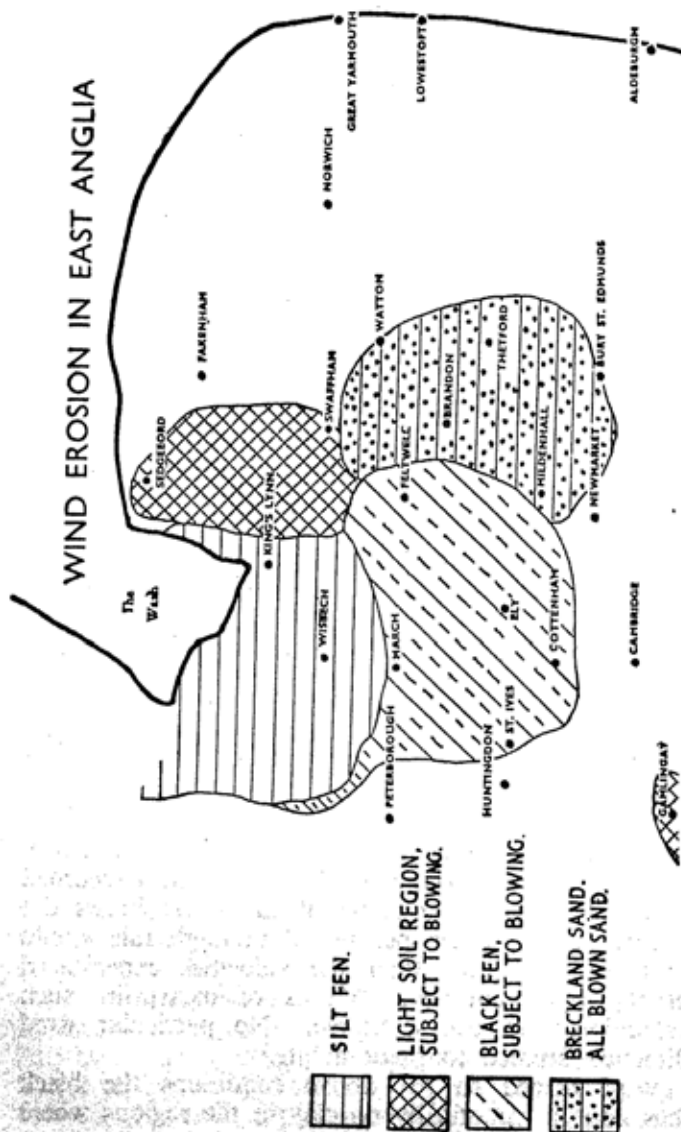 WIND EROSION IN EAST ANGLIA
The
Wash
SEDGEFORD
FAKENHAM
KING'S LYNN
SWAFFHAM
NORWICH
GREAT YARMOUTH
WISBECH
WATTON
LOWESTOFT
PETERBOROUGH
MARCH
FELTWELL
BRANDON
THETFORD
HUNTINGDON
ST. IVES
ELY
MILDENHALL
COTTENHAM
NEWMARKET
BURY ST. EDMUNDS
CAMBRIDGE
ALDEBURGH
GAMLINGAY
SILT FEN.
LIGHT SOIL REGION,
SUBJECT TO BLOWING.
BLACK FEN,
SUBJECT TO BLOWING.
BRECKLAND SAND.
ALL BLOWN SAND.